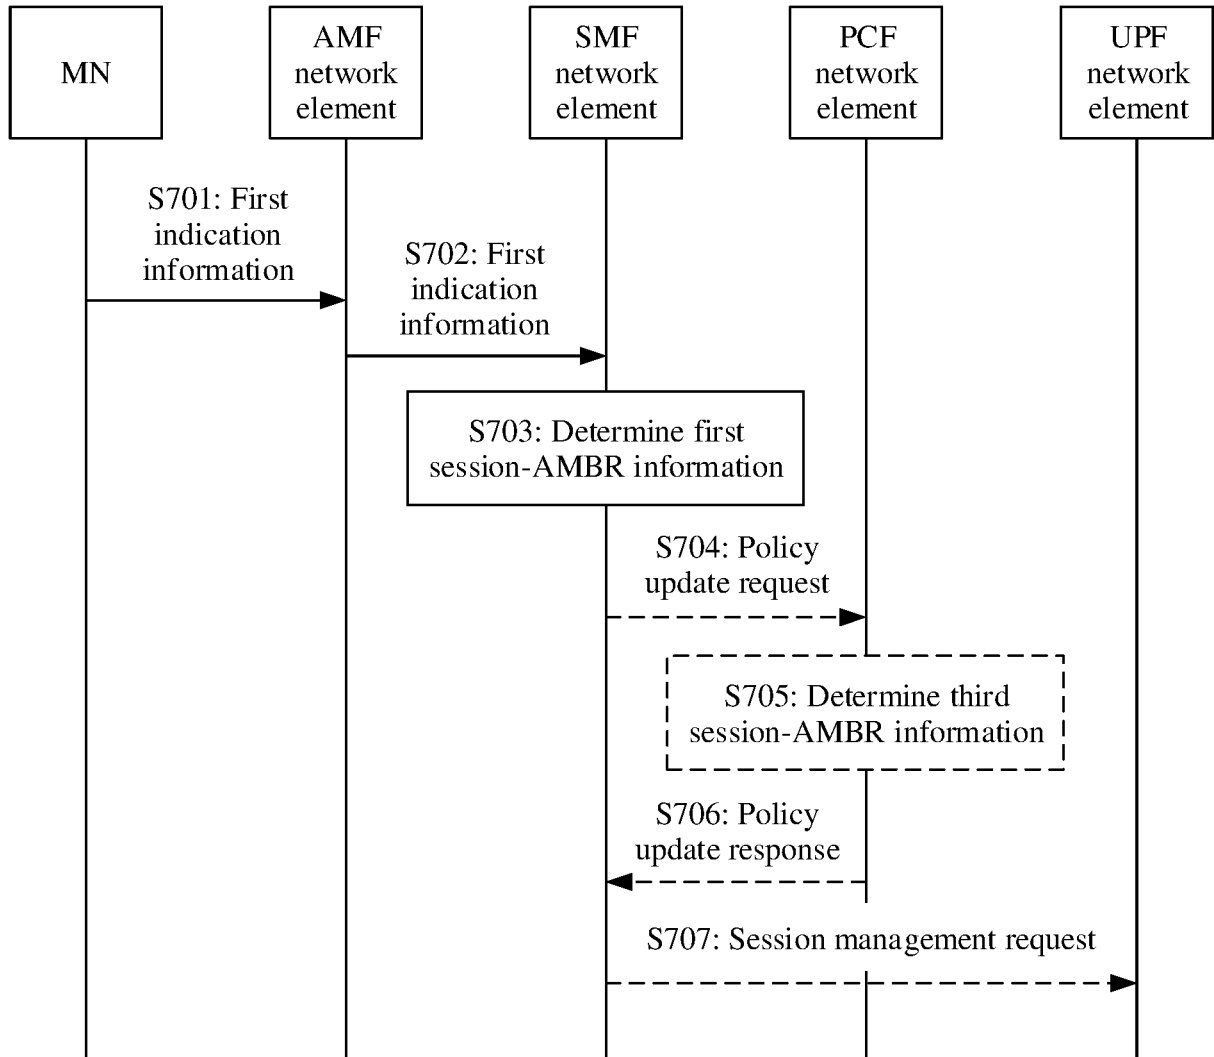 MN
AMF
network
element
SMF
network
element
PCF
network
element
UPF
network
element
S701: First
indication
information
S702: First
indication
information
S703: Determine first
session-AMBR information
S704: Policy
update request
S705: Determine third
session-AMBR information
S706: Policy
update response
S707: Session management request